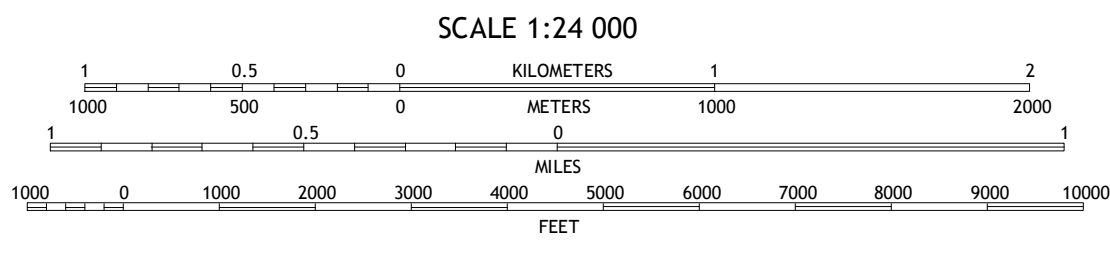 SCALE 1:24 000
1 0.5 0 KILOMETERS 1 2
1000 500 0 METERS 1000 2000
1 0.5 0 1
MILES
1000 0 1000 2000 3000 4000 5000 6000 7000 8000 9000 10000
FEET